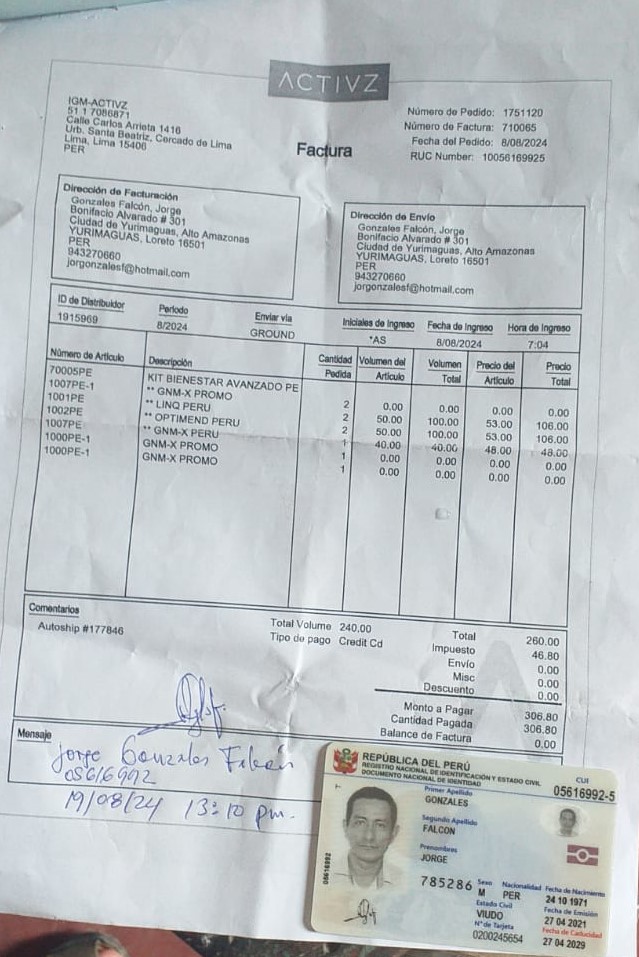 ACTIVZ
IGM-ACTIVZ
51 1 7086871
Calle Carlos Arrieta 1416
Urb. Santa Beatriz, Cercado de Lima
Lima, Lima 15406
PER
Factura
Número de Pedido: 1751120
Número de Factura: 710065
Fecha del Pedido: 8/08/2024
RUC Number: 10056169925
Dirección de Facturación
Gonzales Falcón, Jorge
Bonifacio Alvarado # 301
Ciudad de Yurimaguas, Alto Amazonas
YURIMAGUAS, Loreto 16501
PER
943270660
jorgonzalesf@hotmail.com
Dirección de Envío
Gonzales Falcón, Jorge
Bonifacio Alvarado # 301
Ciudad de Yurimaguas, Alto Amazonas
YURIMAGUAS, Loreto 16501
PER
943270660
jorgonzalesf@hotmail.com
ID de Distribuidor Periodo Enviar via Iniciales de Ingreso Fecha de Ingreso Hora de Ingreso
1915969 8/2024 GROUND *AS 8/08/2024 7:04
Número de Articulo Descripción Cantidad Pedida Volumen del Artículo Volumen Total Precio del Artículo Precio Total
70005PE KIT BIENESTAR AVANZADO PE 2 0.00 0.00 0.00 0.00
1007PE-1 ** GNM-X PROMO 2 50.00 100.00 53.00 106.00
1001PE ** LINQ PERU 2 50.00 100.00 53.00 106.00
1002PE ** OPTIMEND PERU 1 40.00 40.00 48.00 48.00
1007PE ** GNM-X PERU 1 0.00 0.00 0.00 0.00
1000PE-1 GNM-X PROMO 1 0.00 0.00 0.00 0.00
1000PE-1 GNM-X PROMO
Comentarios
Autoship #177846
Total Volume 240.00
Tipo de pago Credit Cd
Total 260.00
Impuesto 46.80
Envío 0.00
Misc 0.00
Descuento 0.00
Monto a Pagar 306.80
Cantidad Pagada 306.80
Balance de Factura 0.00
Mensaje
Jorge Gonzales Falcón
05616992
19/08/24 13:10 pm.
REPÚBLICA DEL PERÚ
REGISTRO NACIONAL DE IDENTIFICACIÓN Y ESTADO CIVIL
DOCUMENTO NACIONAL DE IDENTIDAD
CUI
05616992-5
Primer Apellido
GONZALES
Segundo Apellido
FALCON
Prenombres
JORGE
785286
Sexo
M
Nacionalidad
PER
Fecha de Nacimiento
24 10 1971
Estado Civil
VIUDO
Fecha de Emisión
27 04 2021
N° de Tarjeta
0200245654
Fecha de Caducidad
27 04 2029
05616992